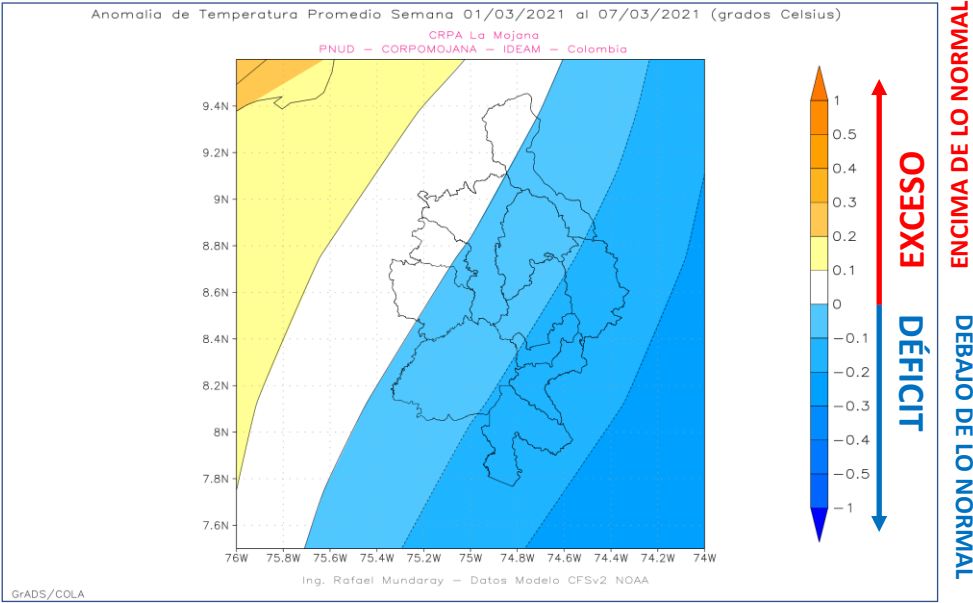 Anomalia de Temperatura Promedio Semana 01/03/2021 al 07/03/2021 (grados Celsius)
CRPA La Mojana
PNUD − CORPOMOJANA − IDEAM − Colombia
9.4N
9.2N
9N
8.8N
8.6N
8.4N
8.2N
8N
7.8N
7.6N
76W 75.8W 75.6W 75.4W 75.2W 75W 74.8W 74.6W 74.4W 74.2W 74W
1
0.5
0.4
0.3
0.2
0.1
0
−0.1
−0.2
−0.3
−0.4
−0.5
−1
EXCESO
DÉFICIT
ENCIMA DE LO NORMAL
DEBAJO DE LO NORMAL
Ing. Rafael Mundaray − Datos Modelo CFSv2 NOAA
GrADS/COLA